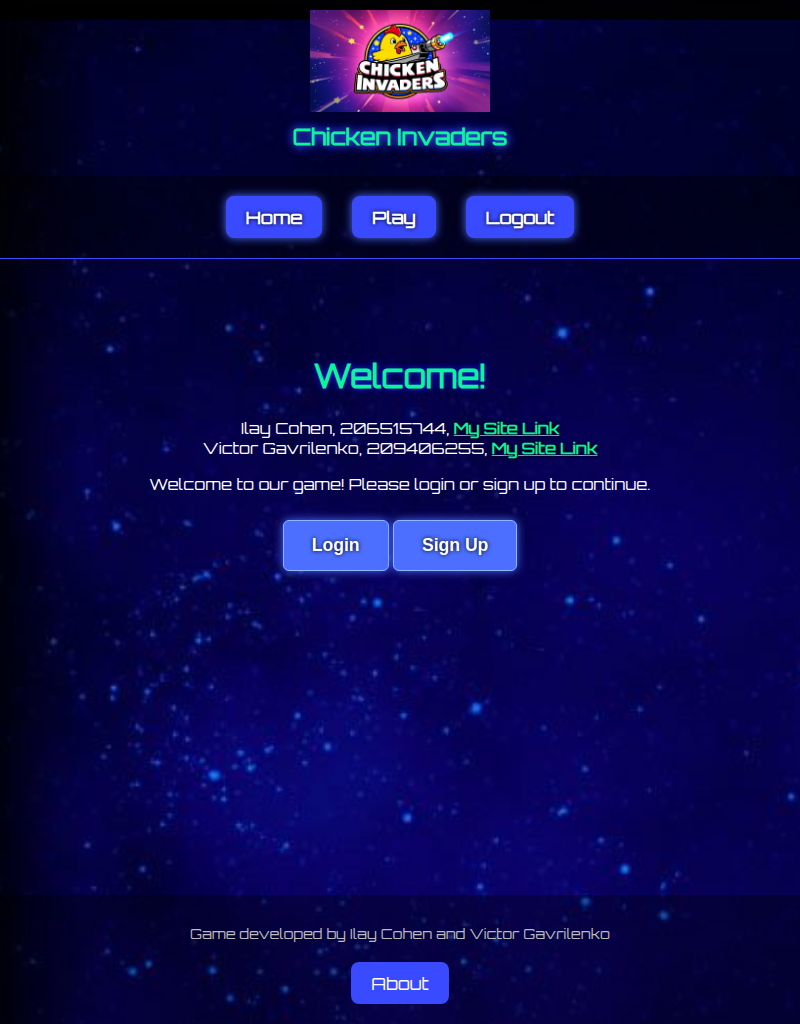 CHICKEN
INVADERS
Chicken Invaders
Home Play Logout
Welcome!
Ilay Cohen, 206515744, My Site Link
Victor Gavrilenko, 209406255, My Site Link
Welcome to our game! Please login or sign up to continue.
Login Sign Up
Game developed by Ilay Cohen and Victor Gavrilenko
About